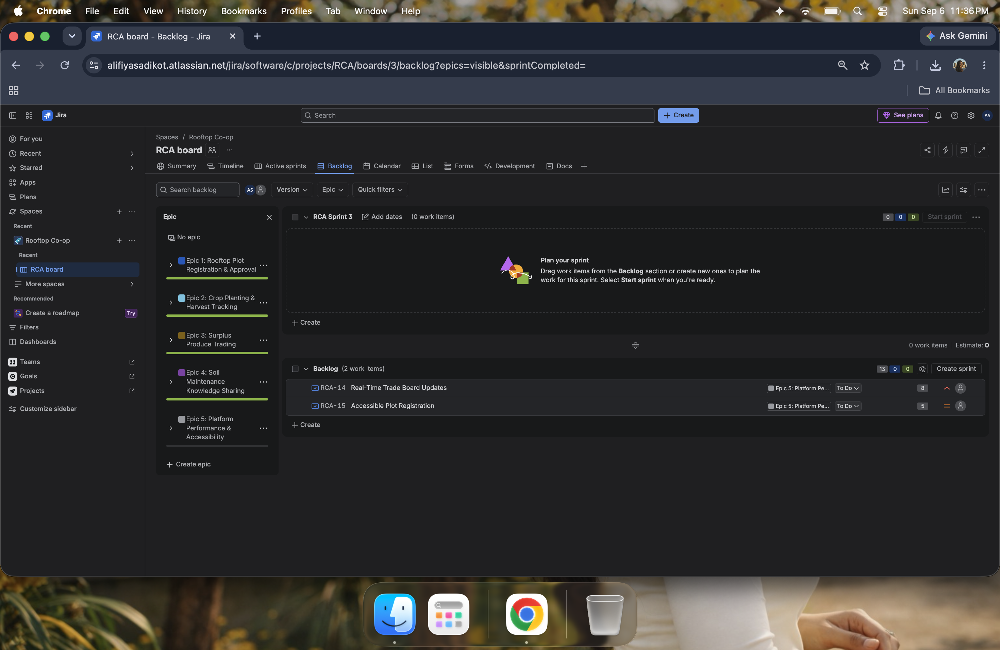 Chrome File Edit View History Bookmarks Profiles Tab Window Help Sun Sep 6 11:36 PM
RCA board - Backlog - Jira Ask Gemini
alifiyasadikot.atlassian.net/jira/software/c/projects/RCA/boards/3/backlog?epics=visible&sprintCompleted=
All Bookmarks
Jira Search Create See plans AS
For you
Recent
Starred
Apps
Plans
Spaces
Recent
Rooftop Co-op
Recent
RCA board
More spaces
Recommended
Create a roadmap Try
Filters
Dashboards
Teams
Goals
Projects
Customize sidebar
Spaces / Rooftop Co-op
RCA board
Summary Timeline Active sprints Backlog Calendar List Forms Development Docs
Search backlog AS Version Epic Quick filters
Epic
No epic
Epic 1: Rooftop Plot
Registration & Approval
Epic 2: Crop Planting &
Harvest Tracking
Epic 3: Surplus
Produce Trading
Epic 4: Soil
Maintenance
Knowledge Sharing
Epic 5: Platform
Performance &
Accessibility
Create epic
RCA Sprint 3 Add dates (0 work items) 0 0 0 Start sprint
Plan your sprint
Drag work items from the Backlog section or create new ones to plan the
work for this sprint. Select Start sprint when you're ready.
Create
0 work items Estimate: 0
Backlog (2 work items) 13 0 0 Create sprint
RCA-14 Real-Time Trade Board Updates Epic 5: Platform Pe... To Do 8
RCA-15 Accessible Plot Registration Epic 5: Platform Pe... To Do 5
Create